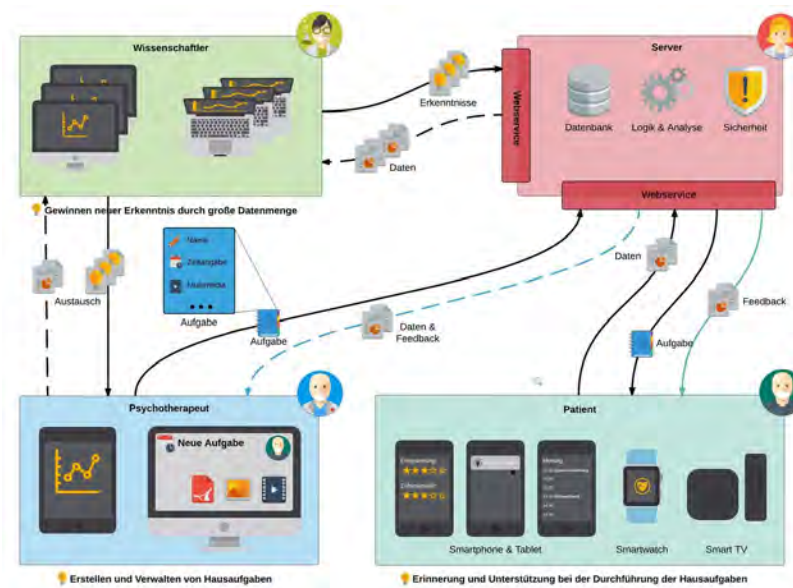 Wissenschaftler
Server
Erkenntnisse
Webservice
Datenbank
Logik & Analyse
Sicherheit
Daten
Webservice
Gewinnen neuer Erkenntnis durch große Datenmenge
Name
Zeitangabe
Multimedia
Aufgabe
Aufgabe
Austausch
Daten &
Feedback
Daten
Feedback
Aufgabe
Psychotherapeut
Patient
Neue Aufgabe
Smartphone & Tablet
Smartwatch
Smart TV
Erstellen und Verwalten von Hausaufgaben
Erinnerung und Unterstützung bei der Durchführung der Hausaufgaben